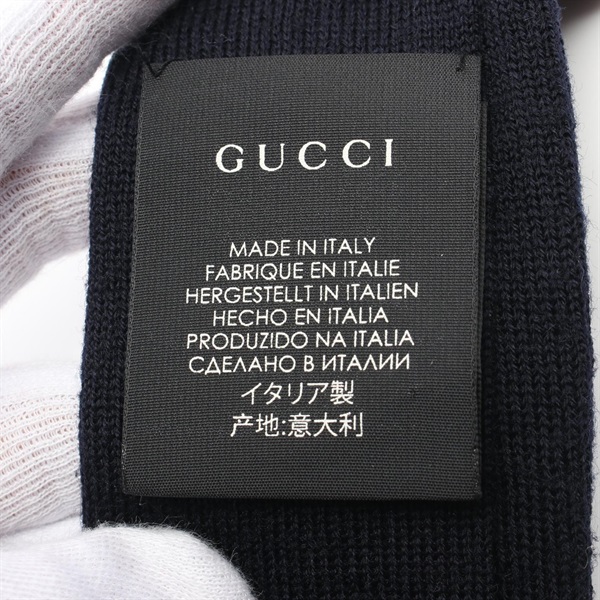 GUCCI
MADE IN ITALY
FABRIQUE EN ITALIE
HERGESTELLT IN ITALIEN
HECHO EN ITALIA
PRODUZIDO NA ITALIA
СДЕЛАНО В ИТАЛИИ
イタリア製
产地:意大利